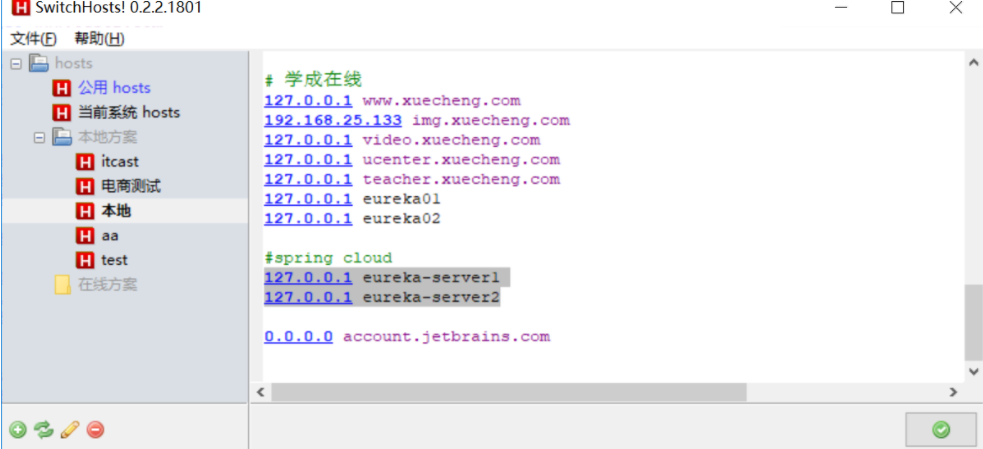 SwitchHosts! 0.2.2.1801
文件(F) 帮助(H)
hosts
公用 hosts
当前系统 hosts
本地方案
itcast
电商测试
本地
aa
test
在线方案
# 学成在线
127.0.0.1 www.xuecheng.com
192.168.25.133 img.xuecheng.com
127.0.0.1 video.xuecheng.com
127.0.0.1 ucenter.xuecheng.com
127.0.0.1 teacher.xuecheng.com
127.0.0.1 eureka01
127.0.0.1 eureka02
#spring cloud
127.0.0.1 eureka-server1
127.0.0.1 eureka-server2
0.0.0.0 account.jetbrains.com